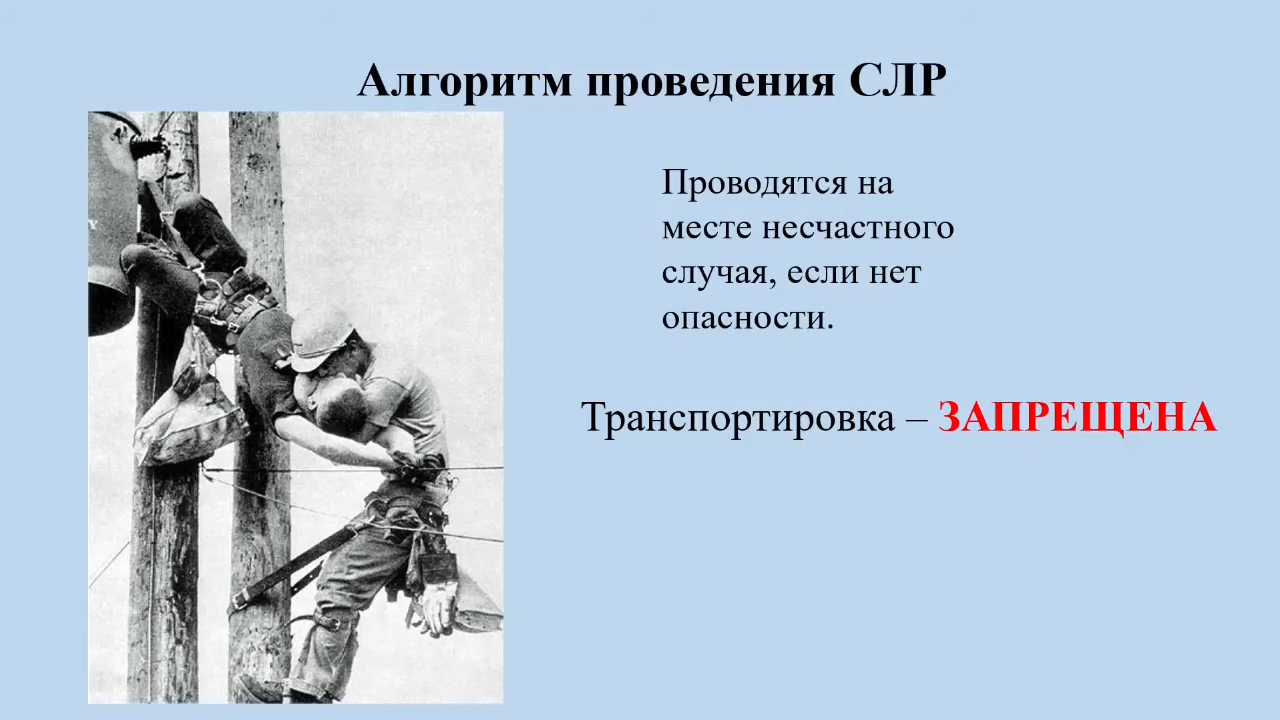 Алгоритм проведения СЛР
Проводятся на
месте несчастного
случая, если нет
опасности.
Транспортировка – ЗАПРЕЩЕНА